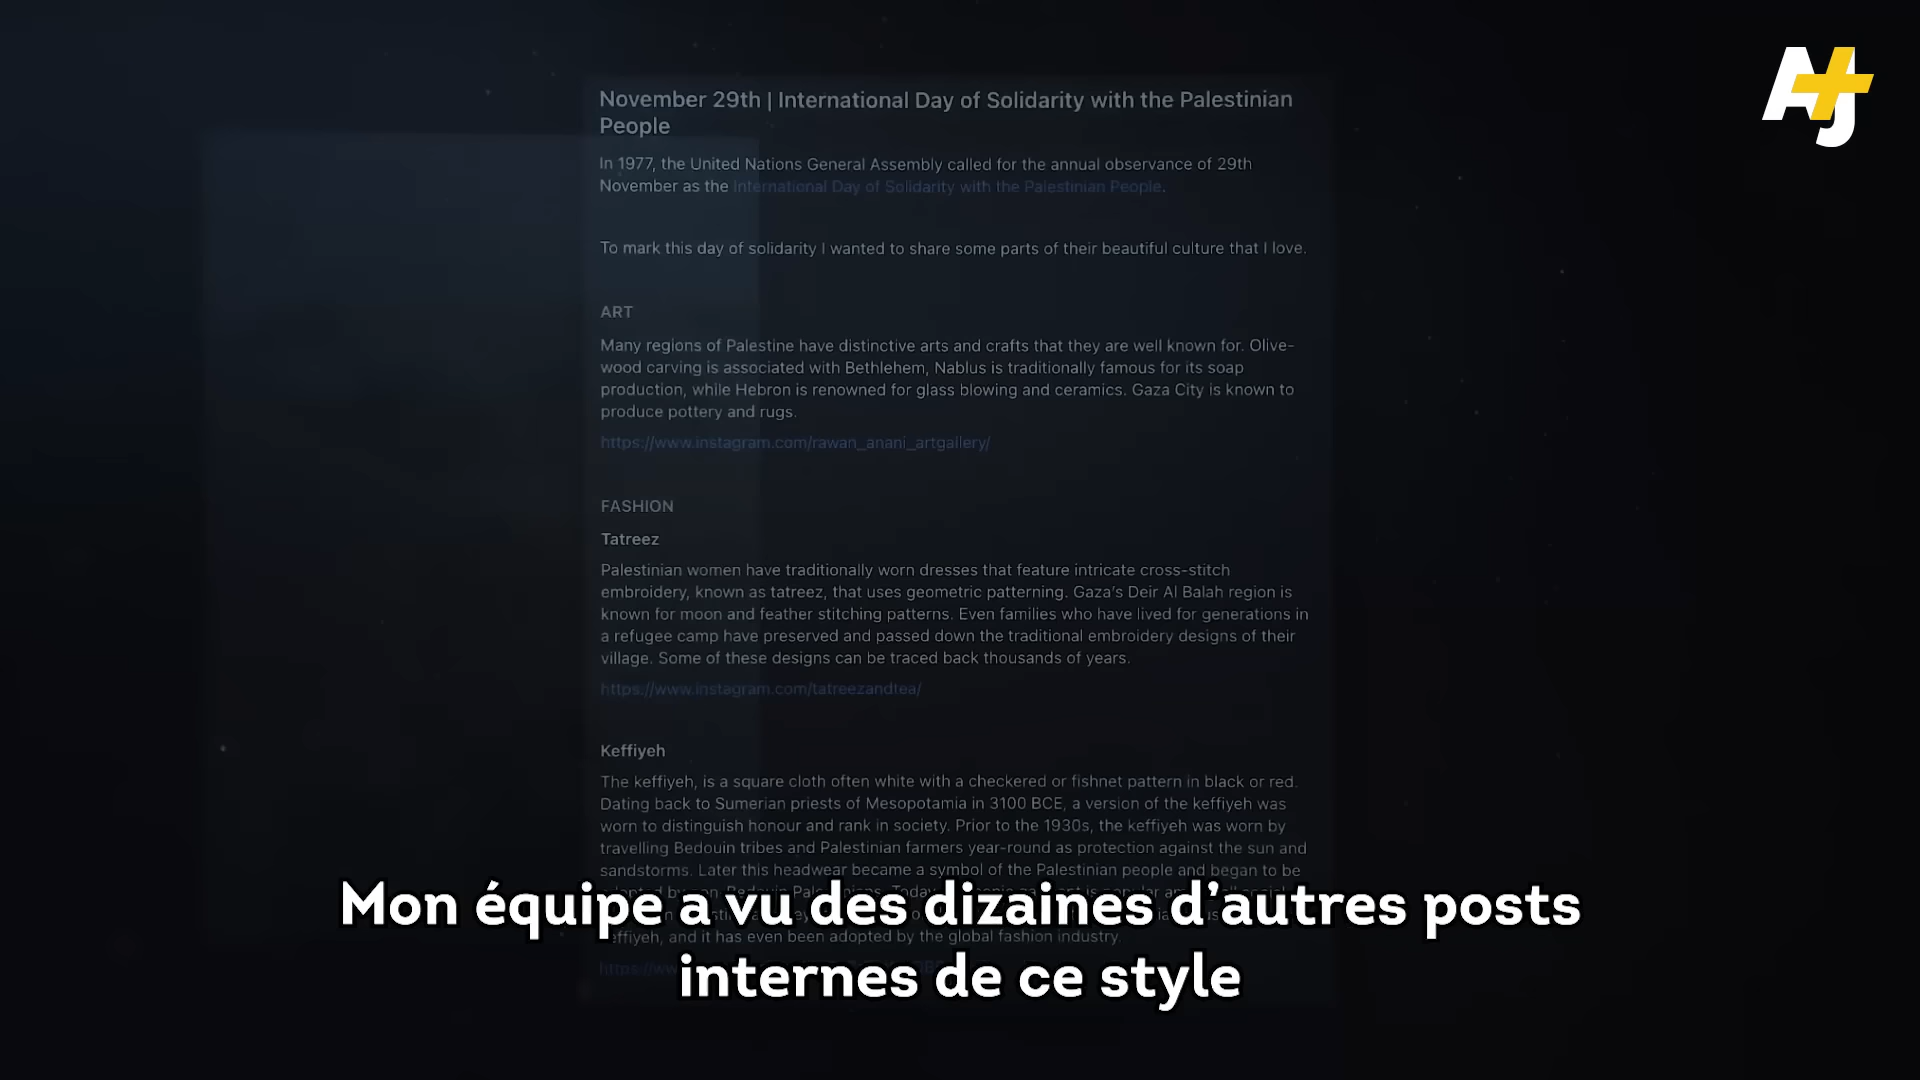 AJ+
November 29th | International Day of Solidarity with the Palestinian
People
In 1977, the United Nations General Assembly called for the annual observance of 29th
November as the International Day of Solidarity with the Palestinian People.
To mark this day of solidarity I wanted to share some parts of their beautiful culture that I love.
ART
Many regions of Palestine have distinctive arts and crafts that they are well known for. Olive-
wood carving is associated with Bethlehem, Nablus is traditionally famous for its soap
production, while Hebron is renowned for glass blowing and ceramics. Gaza City is known to
produce pottery and rugs.
https://www.instagram.com/rawan_anani_artgallery/
FASHION
Tatreez
Palestinian women have traditionally worn dresses that feature intricate cross-stitch
embroidery, known as tatreez, that uses geometric patterning. Gaza's Deir Al Balah region is
known for moon and feather stitching patterns. Even families who have lived for generations in
a refugee camp have preserved and passed down the traditional embroidery designs of their
village. Some of these designs can be traced back thousands of years.
https://www.instagram.com/tatreezandtea/
Keffiyeh
The keffiyeh, is a square cloth often white with a checkered or fishnet pattern in black or red.
Dating back to Sumerian priests of Mesopotamia in 3100 BCE, a version of the keffiyeh was
worn to distinguish honour and rank in society. Prior to the 1930s, the keffiyeh was worn by
travelling Bedouin tribes and Palestinian farmers year-round as protection against the sun and
sandstorms. Later this headwear became a symbol of the Palestinian people and began to be
and it has even been adopted by the global fashion industry
Mon équipe a vu des dizaines d'autres posts
internes de ce style